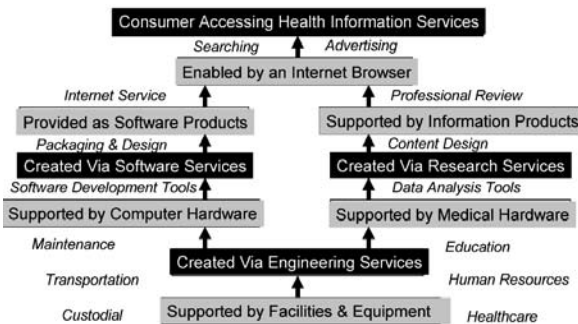 Consumer Accessing Health Information Services
Searching Advertising
Enabled by an Internet Browser
Internet Service Professional Review
Provided as Software Products Supported by Information Products
Packaging & Design Content Design
Created Via Software Services Created Via Research Services
Software Development Tools Data Analysis Tools
Supported by Computer Hardware Supported by Medical Hardware
Maintenance Education
Created Via Engineering Services
Transportation Human Resources
Supported by Facilities & Equipment
Custodial Healthcare